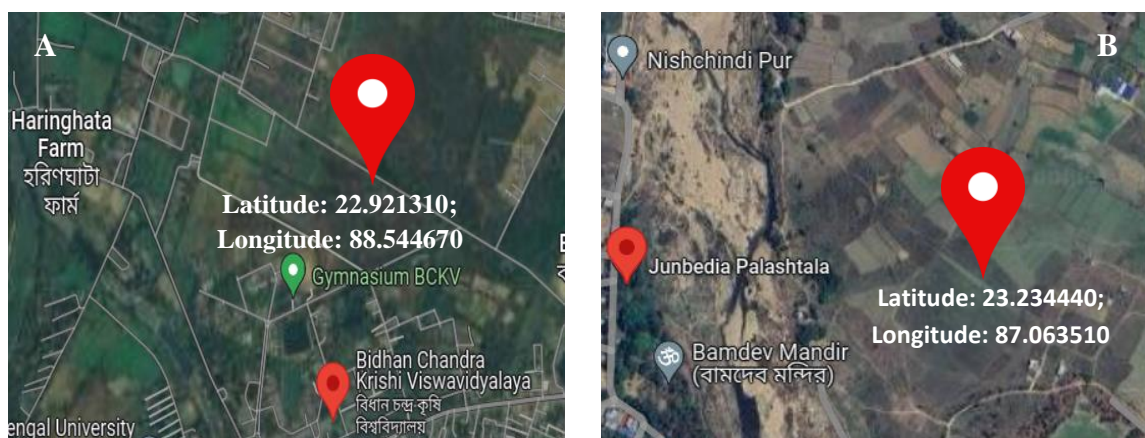 A
Haringhata
Farm
হরিণঘাটা
ফার্ম
Latitude: 22.921310;
Longitude: 88.544670
Gymnasium BCKV
Bidhan Chandra
Krishi Viswavidyalaya
বিধান চন্দ্র কৃষি
বিশ্ববিদ্যালয়
engal University
B
Nishchindi Pur
Junbedia Palashtala
Latitude: 23.234440;
Longitude: 87.063510
Bamdev Mandir
(বামদেব মন্দির)